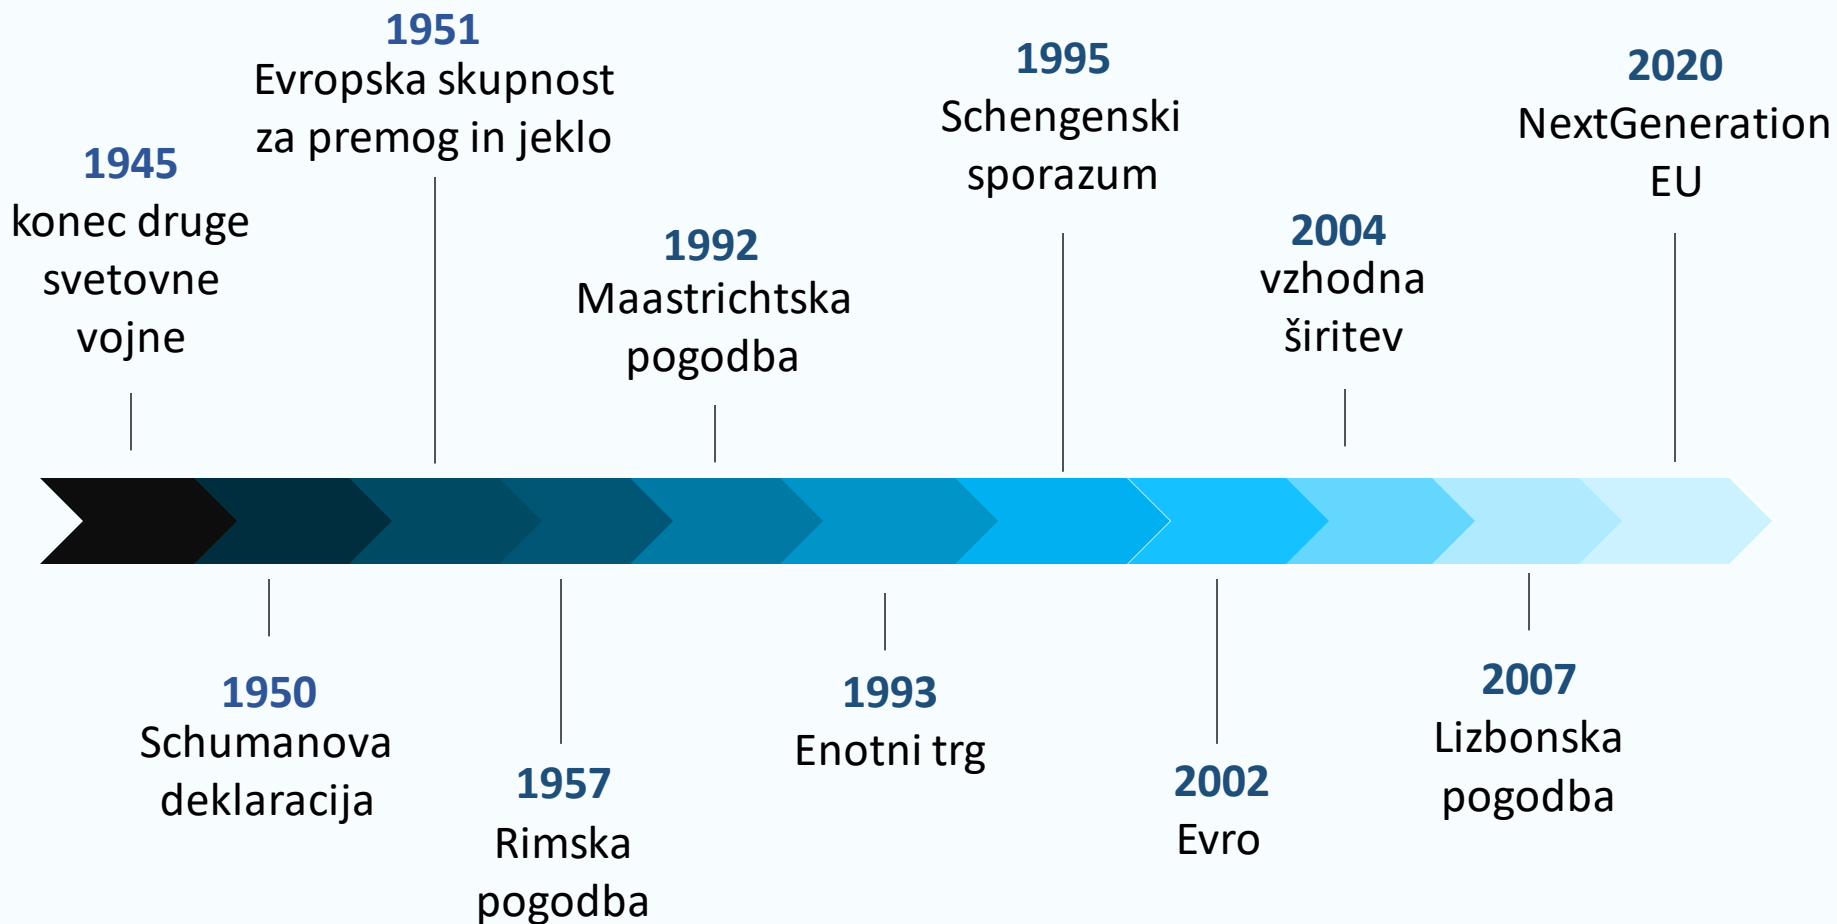 1945
konec druge
svetovne
vojne
1950
Schumanova
deklaracija
1951
Evropska skupnost
za premog in jeklo
1957
Rimska
pogodba
1992
Maastrichtska
pogodba
1993
Enotni trg
1995
Schengenski
sporazum
2002
Evro
2004
vzhodna
širitev
2007
Lizbonska
pogodba
2020
NextGeneration
EU